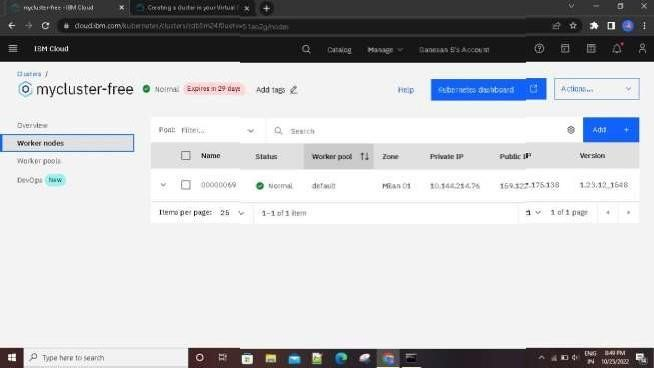 mycluster-free - IBM Cloud
Creating a cluster in your Virtual
cloud.ibm.com/kubernetes/clusters/
IBM Cloud
Catalog Manage Ganesan S's Account
Clusters /
mycluster-free Normal Expires in 29 days Add tags Help Kubernetes dashboard Actions...
Overview
Worker nodes
Worker pools
DevOps New
Pool: Filter... Search Add +
Name Status Worker pool Zone Private IP Public IP Version
00000069 Normal default Milan 01 10.144.214.76 159.122.175.138 1.23.12_1548
Items per page: 25 1–1 of 1 item 1 1 of 1 page
Type here to search
ENG 8:49 PM
IN 10/25/2022